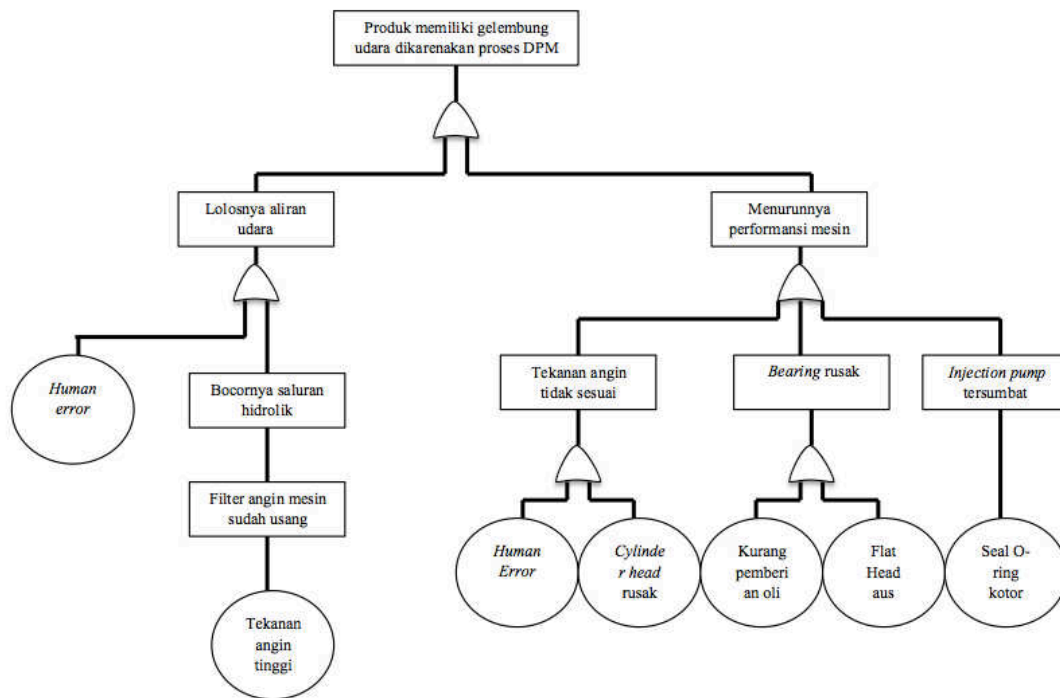 Produk memiliki gelembung
udara dikarenakan proses DPM
Lolosnya aliran
udara
Menurunnya
performansi mesin
Human
error
Bocornya saluran
hidrolik
Tekanan angin
tidak sesuai
Bearing rusak
Injection pump
tersumbat
Filter angin mesin
sudah usang
Human
Error
Cylinde
r head
rusak
Kurang
pemberi
an oli
Flat
Head
aus
Seal O-
ring
kotor
Tekanan
angin
tinggi